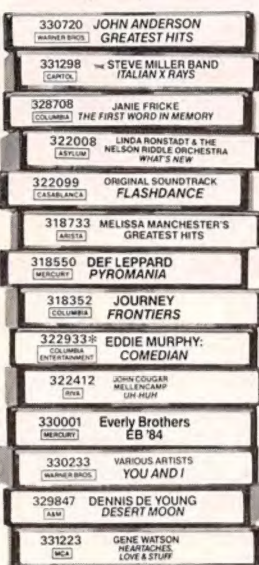 330720 JOHN ANDERSON
WARNER BROS. GREATEST HITS
331298 THE STEVE MILLER BAND
CAPITOL ITALIAN X RAYS
328708 JANIE FRICKE
COLUMBIA THE FIRST WORD IN MEMORY
322008 LINDA RONSTADT & THE
ASYLUM NELSON RIDDLE ORCHESTRA
WHAT'S NEW
322099 ORIGINAL SOUNDTRACK
CASABLANCA FLASHDANCE
318733 MELISSA MANCHESTER'S
ARISTA GREATEST HITS
318550 DEF LEPPARD
MERCURY PYROMANIA
318352 JOURNEY
COLUMBIA FRONTIERS
322933* EDDIE MURPHY:
COLUMBIA ENTERTAINMENT COMEDIAN
322412 JOHN COUGAR
RIVA MELLENCAMP
UH-HUH
330001 Everly Brothers
MERCURY EB '84
330233 VARIOUS ARTISTS
WARNER BROS. YOU AND I
329847 DENNIS DE YOUNG
A&M DESERT MOON
331223 GENE WATSON
MCA HEARTACHES,
LOVE & STUFF